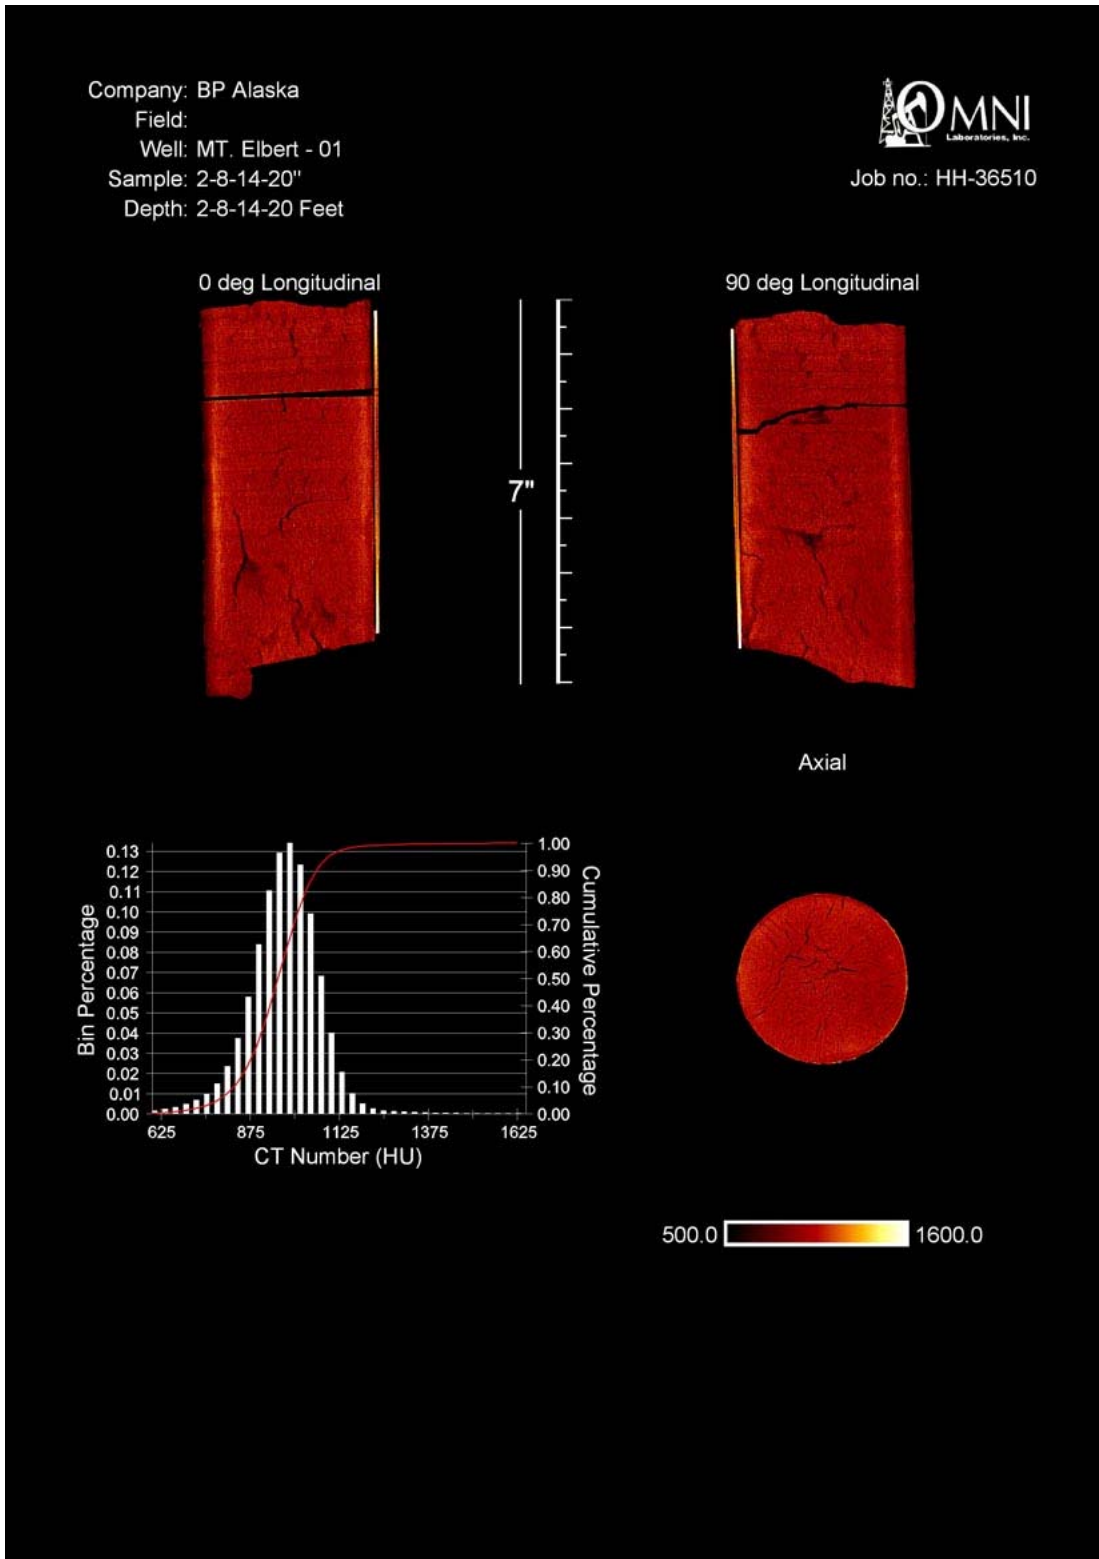 Company: BP Alaska
Field:
Well: MT. Elbert - 01
Sample: 2-8-14-20"
Depth: 2-8-14-20 Feet
OMNI
Laboratories, Inc.
Job no.: HH-36510
0 deg Longitudinal
90 deg Longitudinal
7"
Axial
Bin Percentage
0.13
0.12
0.11
0.10
0.09
0.08
0.07
0.06
0.05
0.04
0.03
0.02
0.01
0.00
1.00
0.90
0.80
0.70
0.60
0.50
0.40
0.30
0.20
0.10
0.00
Cumulative Percentage
625 875 1125 1375 1625
CT Number (HU)
500.0 1600.0